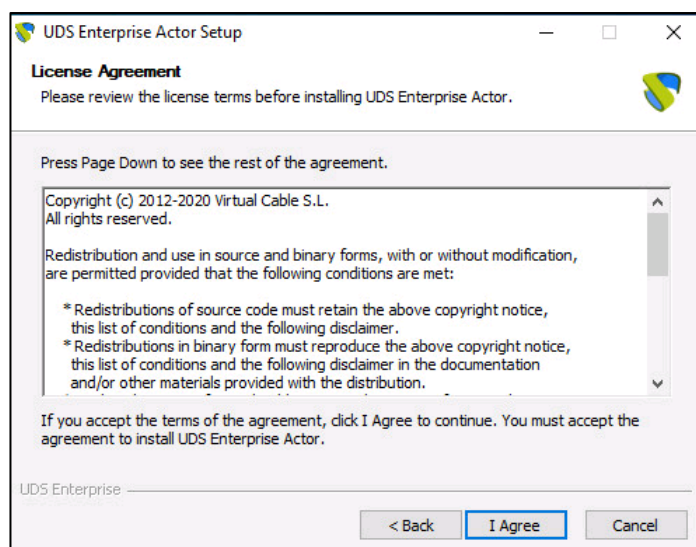 UDS Enterprise Actor Setup
License Agreement
Please review the license terms before installing UDS Enterprise Actor.
Press Page Down to see the rest of the agreement.
Copyright (c) 2012-2020 Virtual Cable S.L.
All rights reserved.
Redistribution and use in source and binary forms, with or without modification,
are permitted provided that the following conditions are met:
* Redistributions of source code must retain the above copyright notice,
this list of conditions and the following disclaimer.
* Redistributions in binary form must reproduce the above copyright notice,
this list of conditions and the following disclaimer in the documentation
and/or other materials provided with the distribution.
If you accept the terms of the agreement, click I Agree to continue. You must accept the
agreement to install UDS Enterprise Actor.
UDS Enterprise
< Back I Agree Cancel